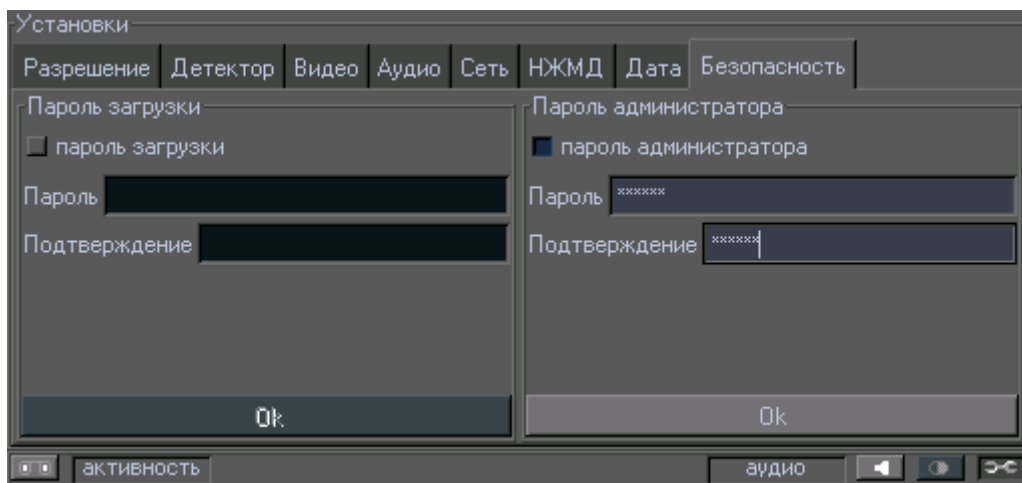 Установки
Разрешение Детектор Видео Аудио Сеть НЖМД Дата Безопасность
Пароль загрузки
пароль загрузки
Пароль
Подтверждение
Ok
Пароль администратора
пароль администратора
Пароль ******
Подтверждение ******
Ok
активность аудио